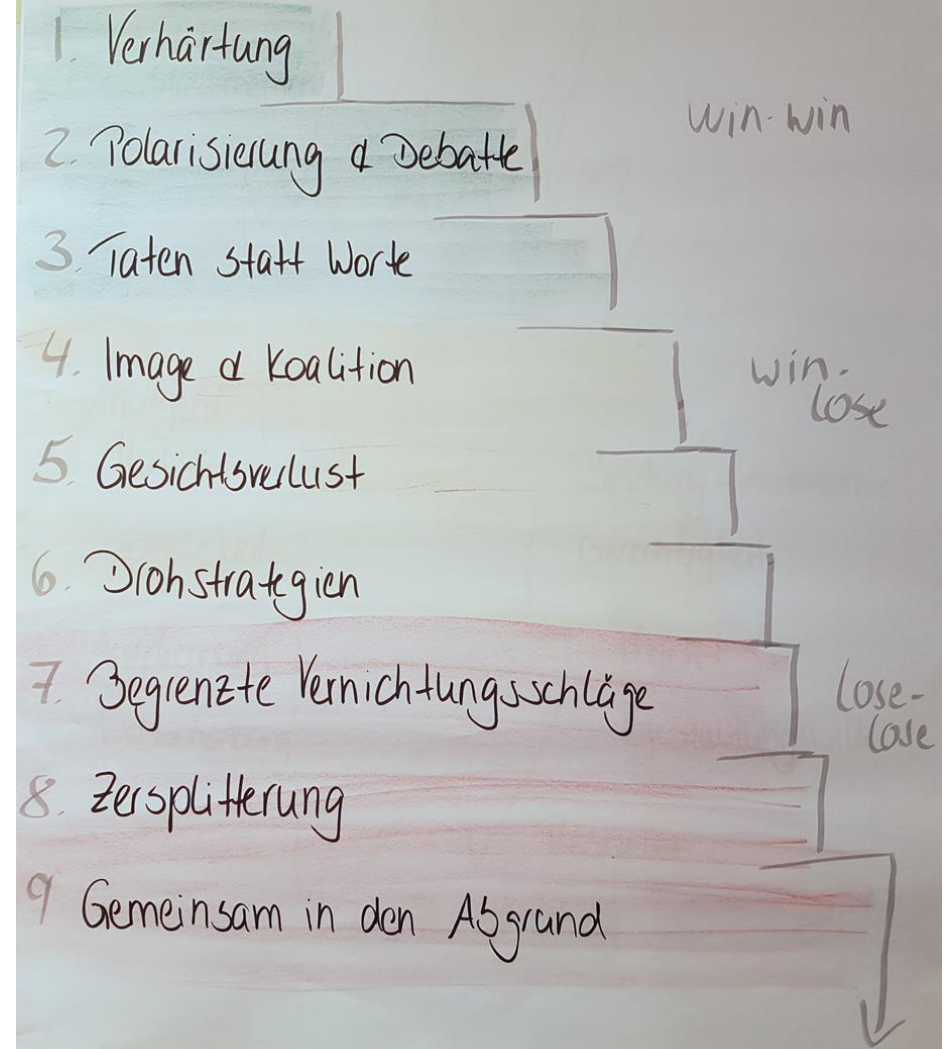 1. Verhärtung
win-win
2. Polarisierung & Debatte
3. Taten statt Worte
4. Image & Koalition
win-
lose
5. Gesichtsverlust
6. Drohstrategien
7. Begrenzte Vernichtungsschläge
lose-
lose
8. Zersplitterung
9 Gemeinsam in den Abgrund